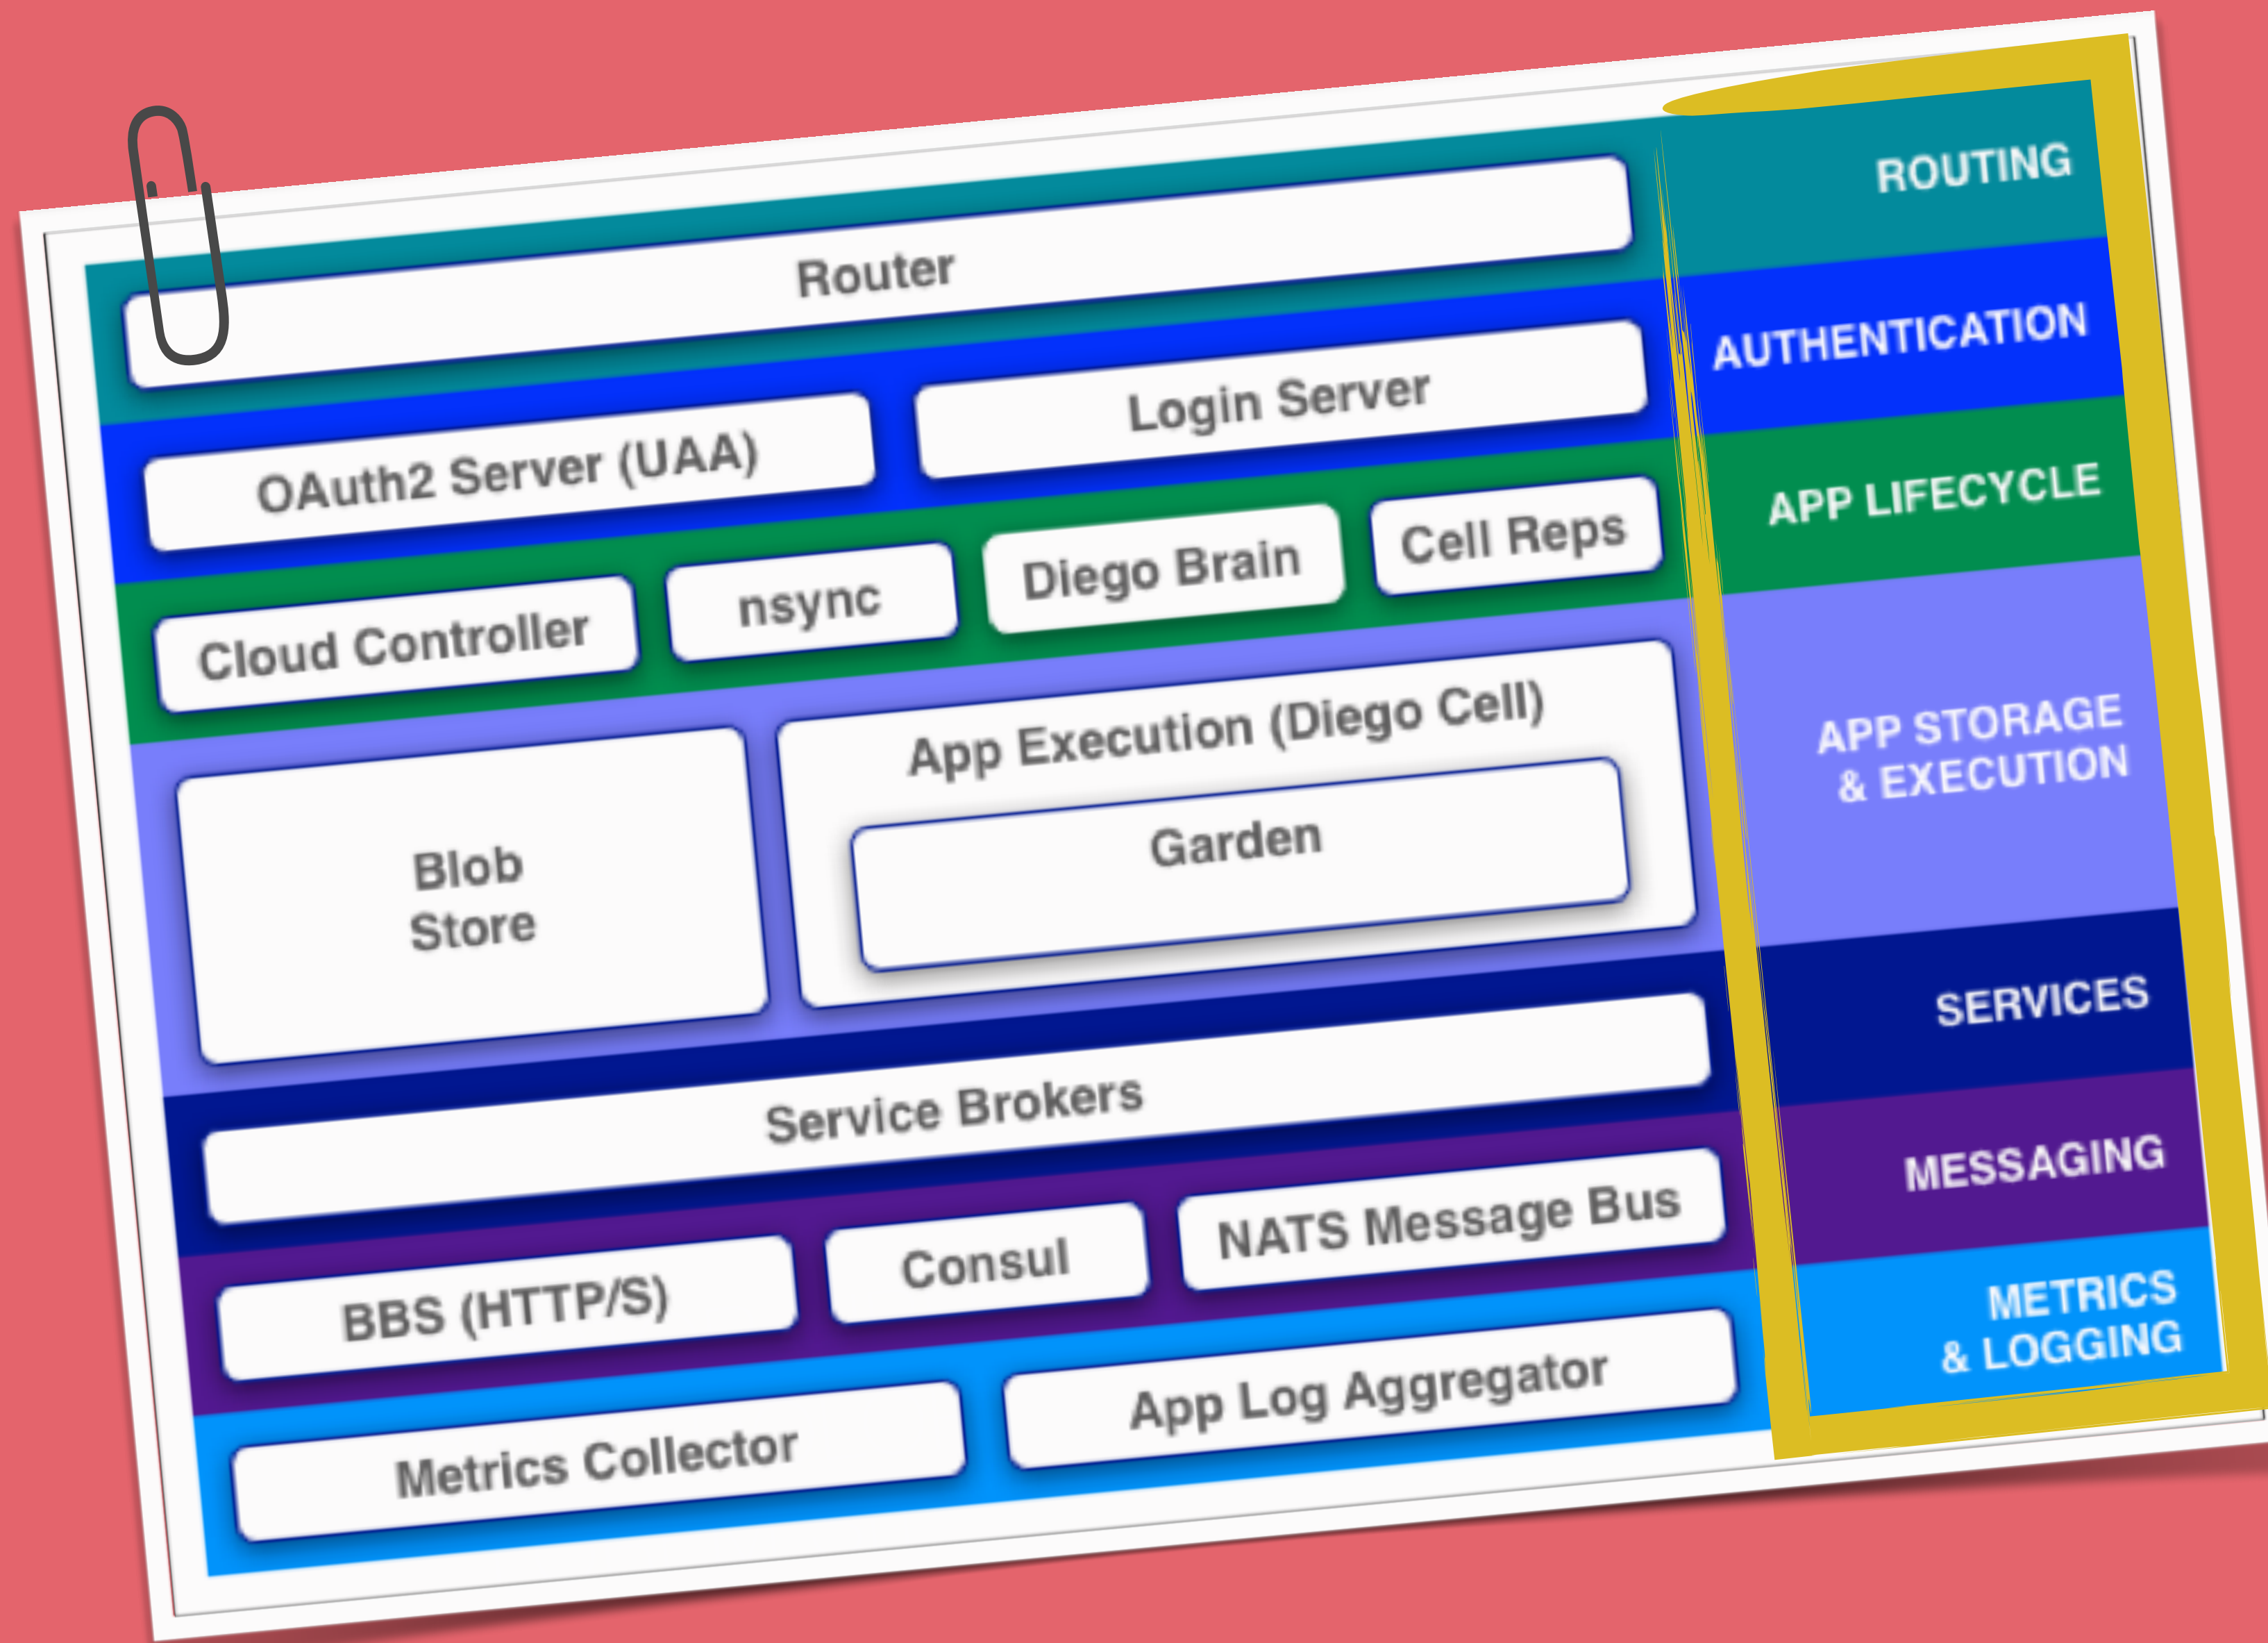 Router
ROUTING
OAuth2 Server (UAA)
Login Server
AUTHENTICATION
Cloud Controller
nsync
Diego Brain
Cell Reps
APP LIFECYCLE
Blob
Store
App Execution (Diego Cell)
Garden
APP STORAGE
& EXECUTION
Service Brokers
SERVICES
BBS (HTTP/S)
Consul
NATS Message Bus
MESSAGING
Metrics Collector
App Log Aggregator
METRICS
& LOGGING